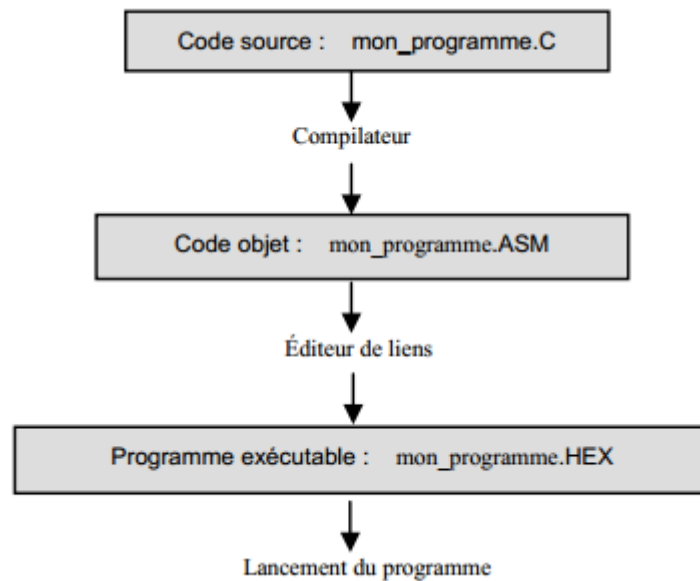 Code source : mon_programme.C
Compilateur
Code objet : mon_programme.ASM
Éditeur de liens
Programme exécutable : mon_programme.HEX
Lancement du programme